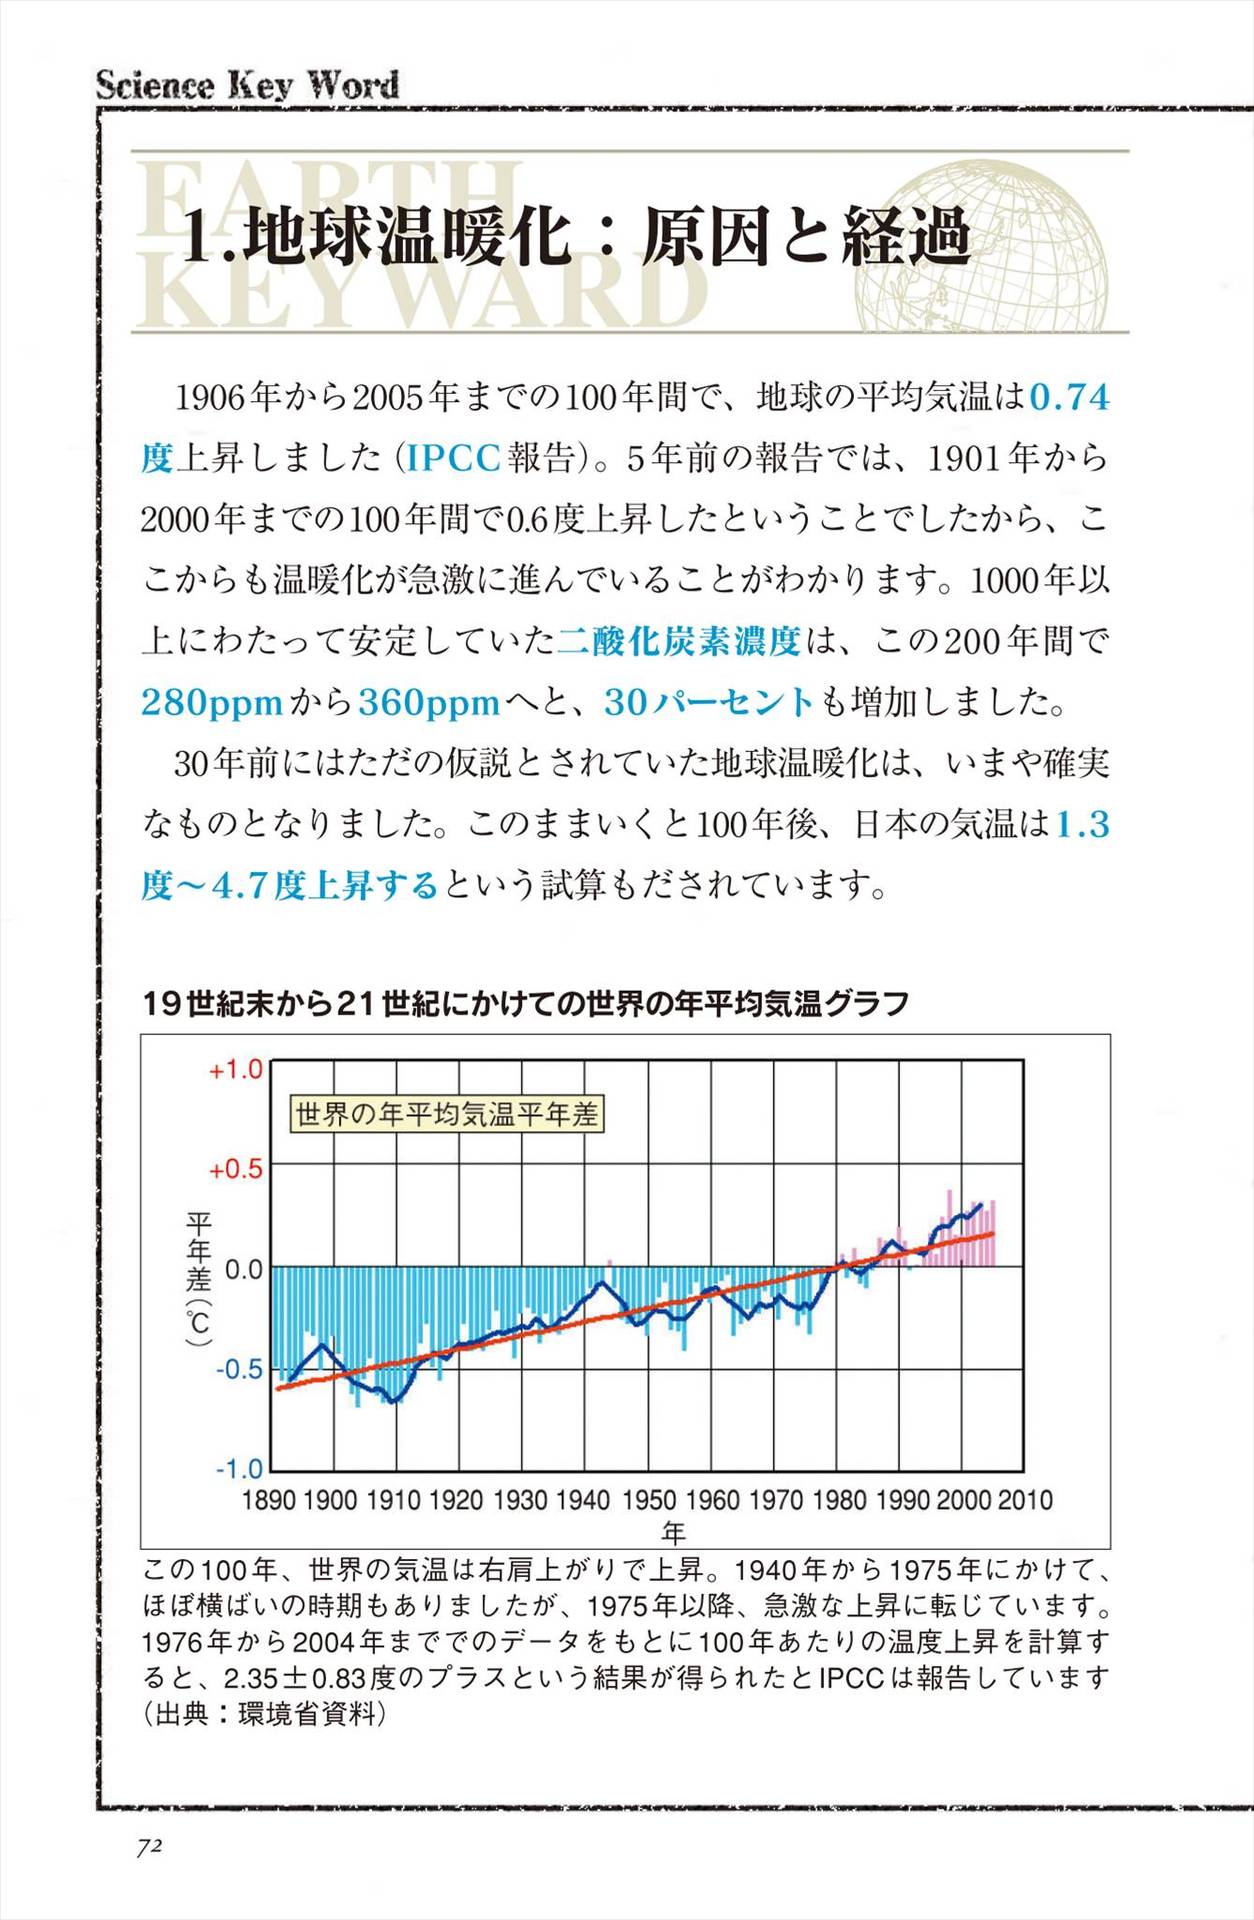 Science Key Word
EARTH
KEYWARD
1.地球温暖化：原因と経過
1906年から2005年までの100年間で、地球の平均気温は0.74
度上昇しました（IPCC報告）。5年前の報告では、1901年から
2000年までの100年間で0.6度上昇したということでしたから、こ
こからも温暖化が急激に進んでいることがわかります。1000年以
上にわたって安定していた二酸化炭素濃度は、この200年間で
280ppmから360ppmへと、30パーセントも増加しました。
30年前にはただの仮説とされていた地球温暖化は、いまや確実
なものとなりました。このままいくと100年後、日本の気温は1.3
度〜4.7度上昇するという試算もだされています。
19世紀末から21世紀にかけての世界の年平均気温グラフ
世界の年平均気温平年差
平年差（℃）
+1.0
+0.5
0.0
-0.5
-1.0
1890 1900 1910 1920 1930 1940 1950 1960 1970 1980 1990 2000 2010
年
この100年、世界の気温は右肩上がりで上昇。1940年から1975年にかけて、
ほぼ横ばいの時期もありましたが、1975年以降、急激な上昇に転じています。
1976年から2004年まででのデータをもとに100年あたりの温度上昇を計算す
ると、2.35±0.83度のプラスという結果が得られたとIPCCは報告しています
（出典：環境省資料）
72